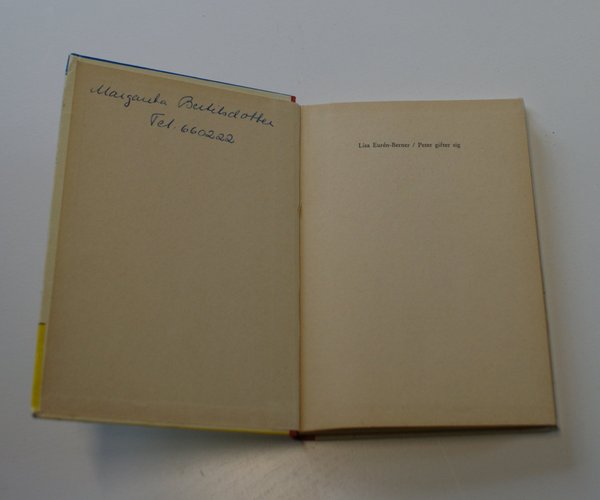 Margareta Bertilsdotter
Tel. 660222
Lisa Eurén-Berner / Peter gifter sig